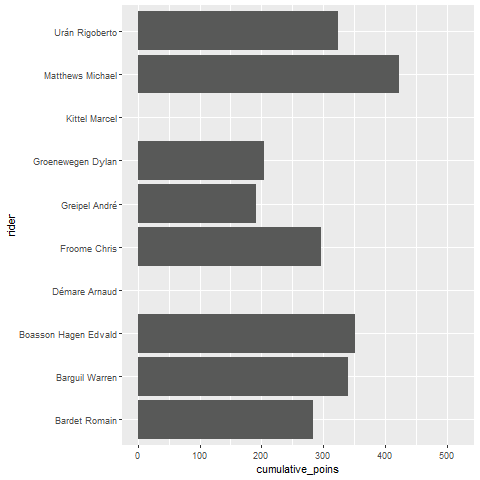 Urán Rigoberto
Matthews Michael
Kittel Marcel
Groenewegen Dylan
Greipel André
Froome Chris
Démare Arnaud
Boasson Hagen Edvald
Barguil Warren
Bardet Romain
rider
0 100 200 300 400 500
cumulative_poins